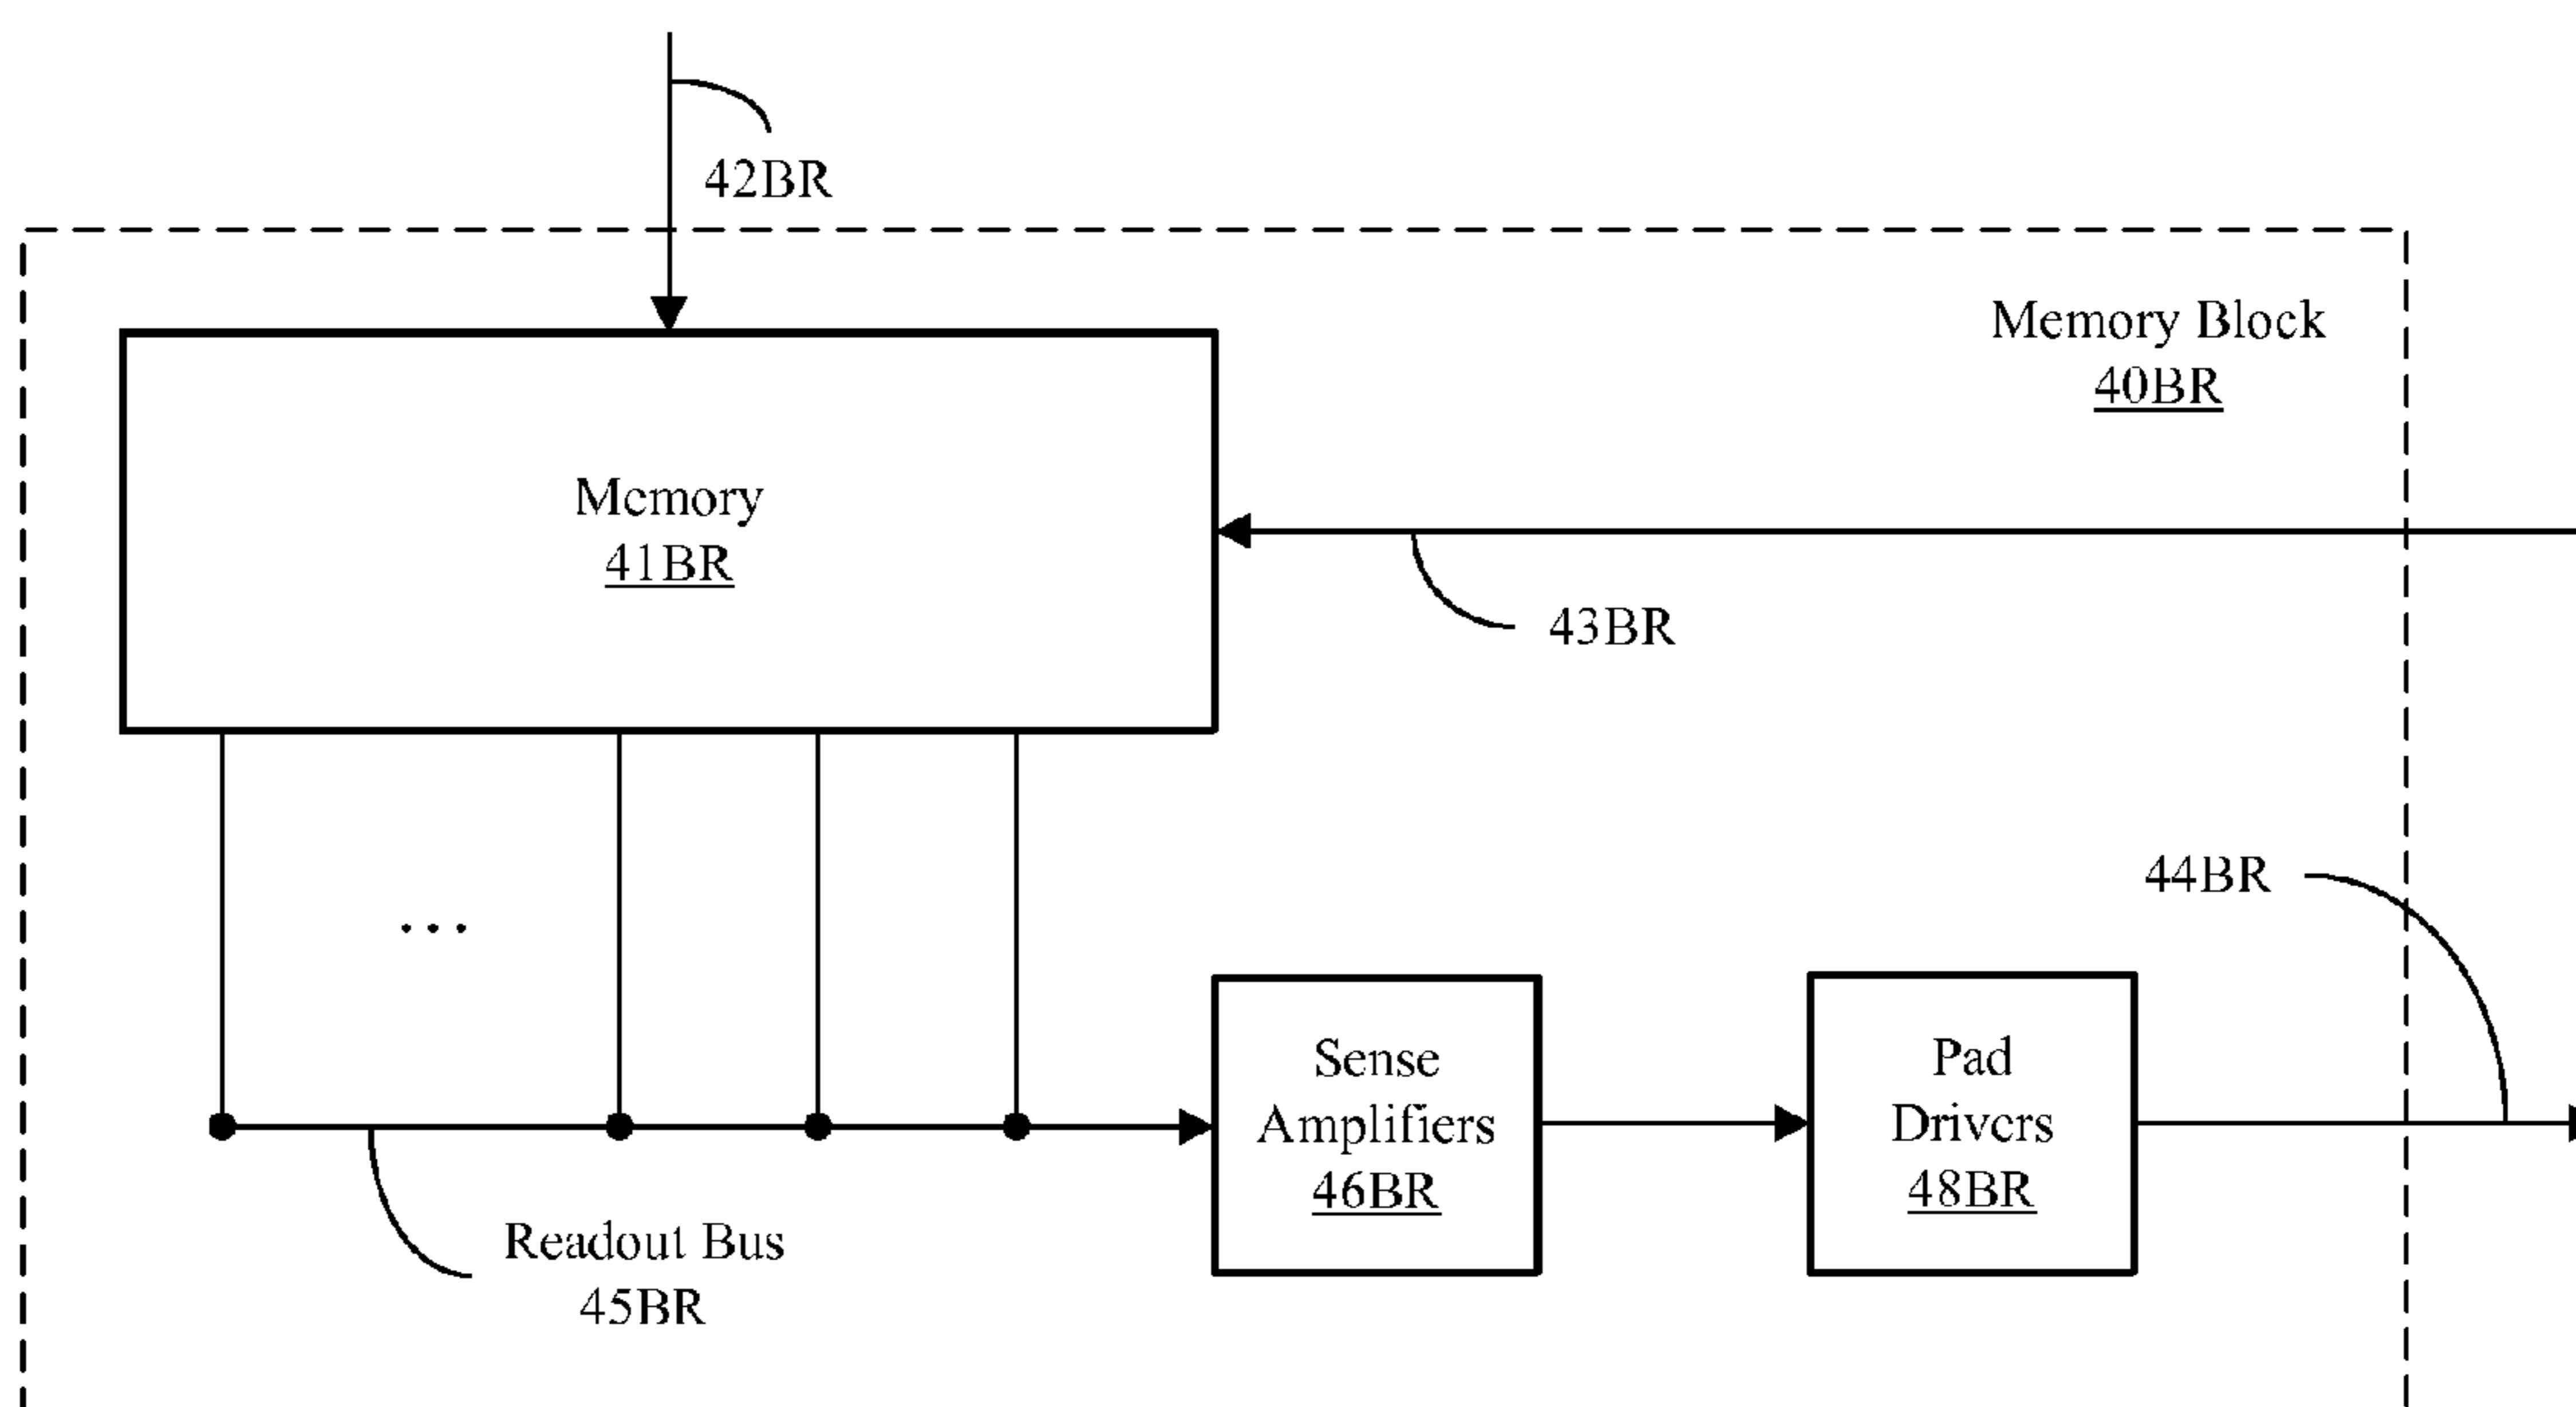 42BR
Memory Block
40BR
Memory
41BR
43BR
44BR
...
Sense
Amplifiers
46BR
Pad
Drivers
48BR
Readout Bus
45BR